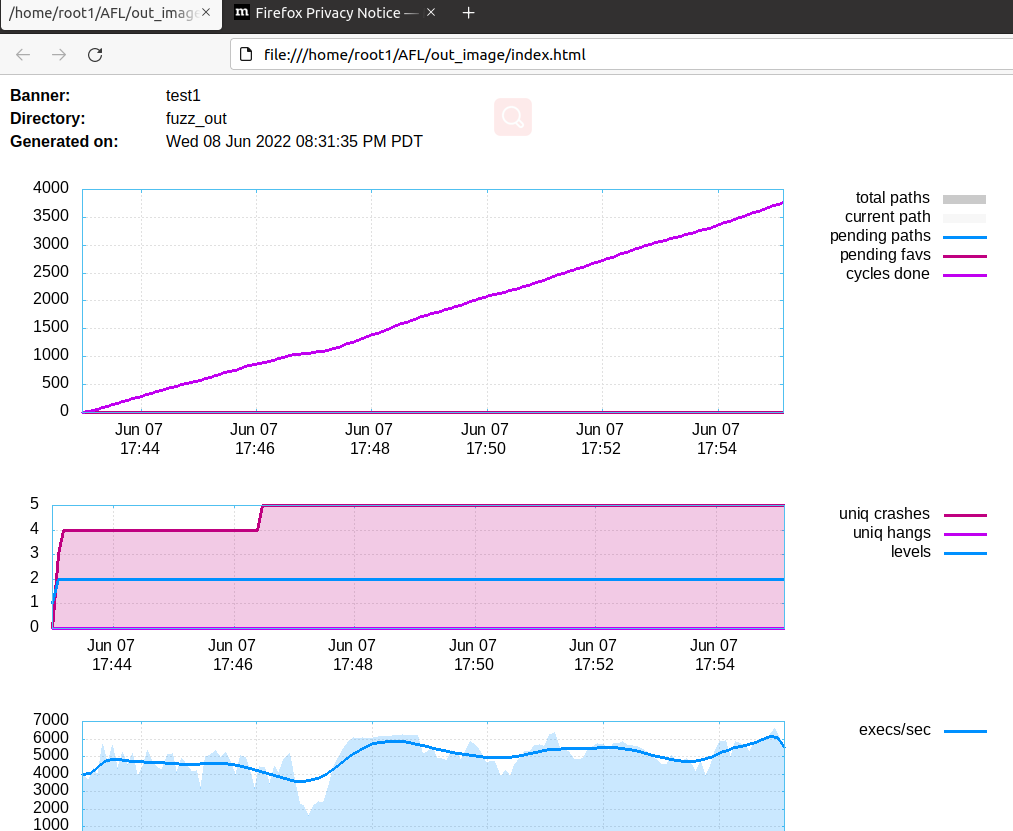 /home/root1/AFL/out_imag
Firefox Privacy Notice —
file:///home/root1/AFL/out_image/index.html
Banner: test1
Directory: fuzz_out
Generated on: Wed 08 Jun 2022 08:31:35 PM PDT
4000
3500
3000
2500
2000
1500
1000
500
0
Jun 07 Jun 07 Jun 07 Jun 07 Jun 07 Jun 07
17:44 17:46 17:48 17:50 17:52 17:54
total paths
current path
pending paths
pending favs
cycles done
5
4
3
2
1
0
Jun 07 Jun 07 Jun 07 Jun 07 Jun 07 Jun 07
17:44 17:46 17:48 17:50 17:52 17:54
uniq crashes
uniq hangs
levels
7000
6000
5000
4000
3000
2000
1000
execs/sec